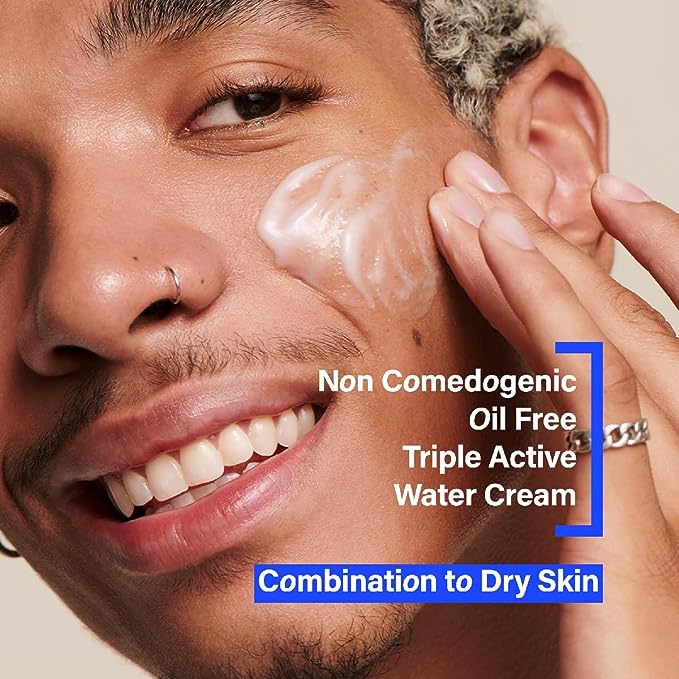 Non Comedogenic
Oil Free
Triple Active
Water Cream
Combination to Dry Skin